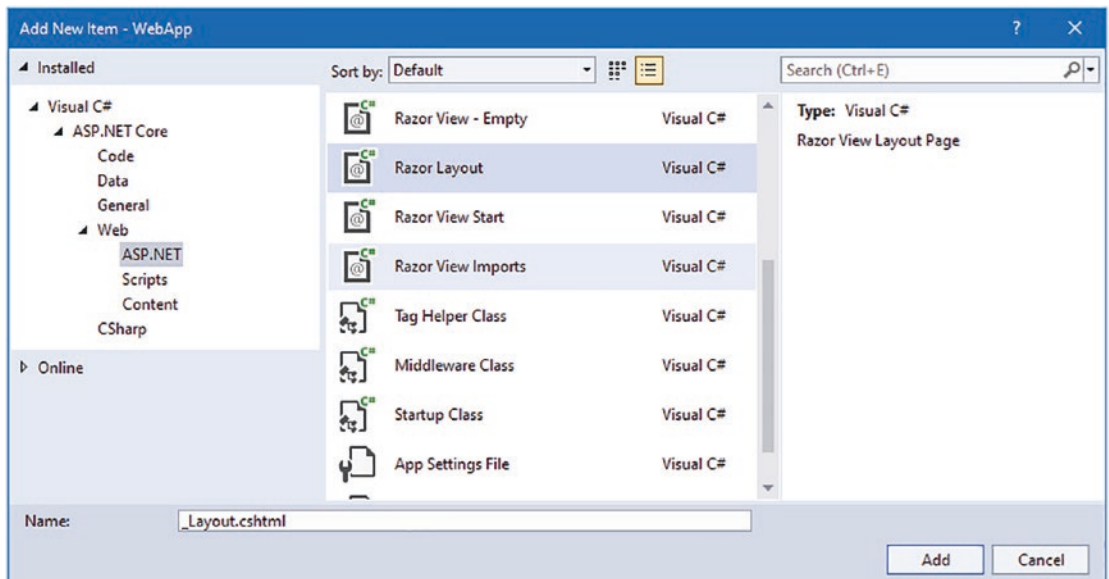 Add New Item - WebApp
?
Installed
Sort by: Default
Search (Ctrl+E)
Visual C#
ASP.NET Core
Code
Data
General
Web
ASP.NET
Scripts
Content
CSharp
Online
Razor View - Empty Visual C#
Razor Layout Visual C#
Razor View Start Visual C#
Razor View Imports Visual C#
Tag Helper Class Visual C#
Middleware Class Visual C#
Startup Class Visual C#
App Settings File Visual C#
Type: Visual C#
Razor View Layout Page
Name: _Layout.cshtml
Add Cancel